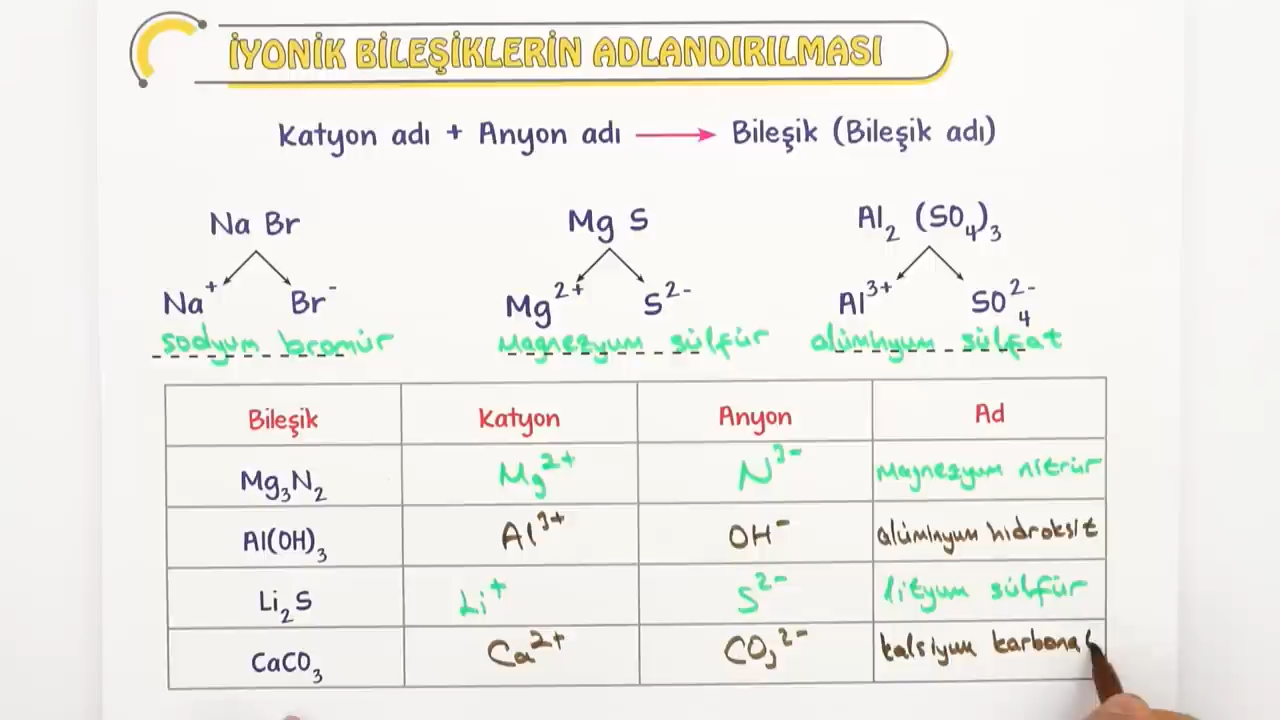 İYONİK BİLEŞİKLERİN ADLANDIRILMASI
Katyon adı + Anyon adı → Bileşik (Bileşik adı)
Na Br Mg S Al₂ (SO₄)₃
Na⁺ Br⁻ Mg²⁺ S²⁻ Al³⁺ SO₄²⁻
sodyum bromür magnezyum sülfür alüminyum sülfat
Bileşik Katyon Anyon Ad
Mg₃N₂ Mg²⁺ N³⁻ magnezyum nitrür
Al(OH)₃ Al³⁺ OH⁻ alüminyum hidroksit
Li₂S Li⁺ S²⁻ lityum sülfür
CaCO₃ Ca²⁺ CO₃²⁻ kalsiyum karbona